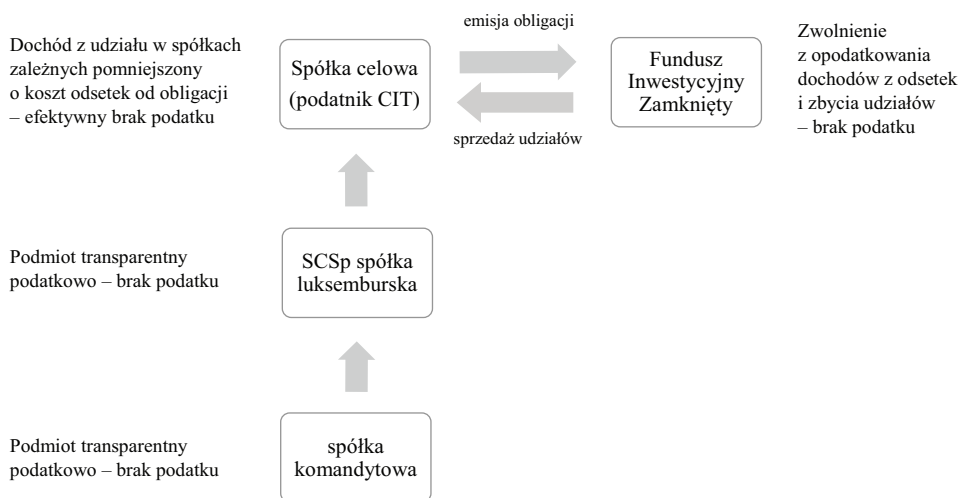 emisja obligacji
Dochód z udziału w spółkach
zależnych pomniejszony
o koszt odsetek od obligacji
– efektywny brak podatku
Spółka celowa
(podatnik CIT)
Fundusz
Inwestycyjny
Zamknięty
Zwolnienie
z opodatkowania
dochodów z odsetek
i zbycia udziałów
– brak podatku
sprzedaż udziałów
Podmiot transparentny
podatkowo – brak podatku
SCSp spółka
luksemburska
Podmiot transparentny
podatkowo – brak podatku
spółka
komandytowa